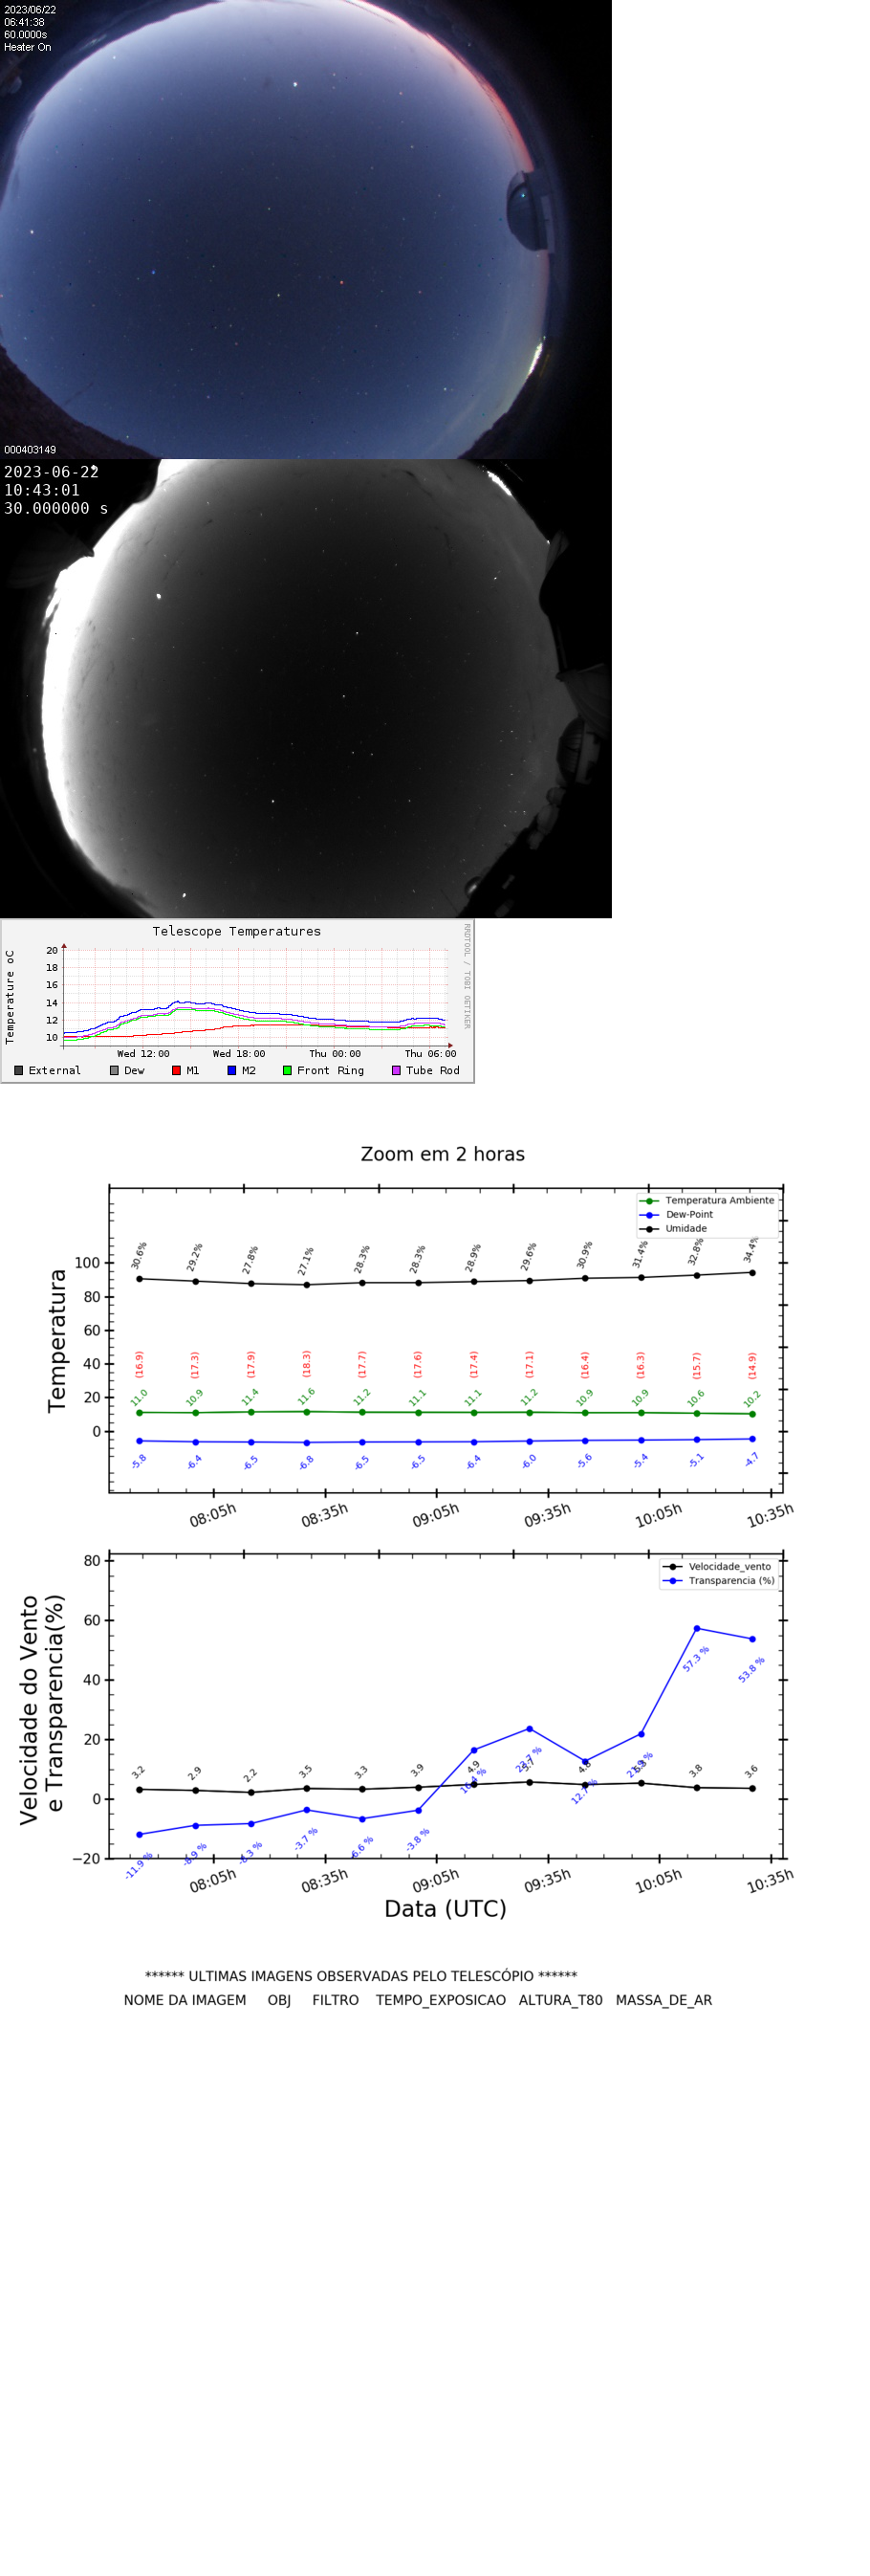 2023/06/22
06:41:38
60.0000s
Heater On
000403149
2023-06-22
10:43:01
30.000000 s
Telescope Temperatures
RRDTOOL / TOBI OETIKER
Temperature oC
20
18
16
14
12
10
Wed 12:00 Wed 18:00 Thu 00:00 Thu 06:00
External Dew M1 M2 Front Ring Tube Rod
Zoom em 2 horas
Temperatura Ambiente
Dew-Point
Umidade
Temperatura
100
80
60
40
20
0
30.6% 29.2% 27.8% 27.1% 28.3% 28.3% 28.9% 29.6% 30.9% 31.4% 32.8% 34.4%
(16.9) (17.3) (17.9) (18.3) (17.7) (17.6) (17.4) (17.1) (16.4) (16.3) (15.7) (14.9)
11.0 10.9 11.4 11.6 11.2 11.1 11.1 11.2 10.9 10.9 10.6 10.2
-5.8 -6.4 -6.5 -6.8 -6.5 -6.5 -6.4 -6.0 -5.6 -5.4 -5.1 -4.7
08:05h 08:35h 09:05h 09:35h 10:05h 10:35h
Velocidade_vento
Transparencia (%)
Velocidade do Vento
e Transparencia(%)
80
60
40
20
0
−20
3.2 2.9 2.2 3.5 3.3 3.9 4.9 3.8 3.6
-11.9 % -8.9 % -8.3 % -3.7 % -6.6 % -3.8 % 57.3 % 53.8 %
08:05h 08:35h 09:05h 09:35h 10:05h 10:35h
Data (UTC)
****** ULTIMAS IMAGENS OBSERVADAS PELO TELESCÓPIO ******
NOME DA IMAGEM OBJ FILTRO TEMPO_EXPOSICAO ALTURA_T80 MASSA_DE_AR